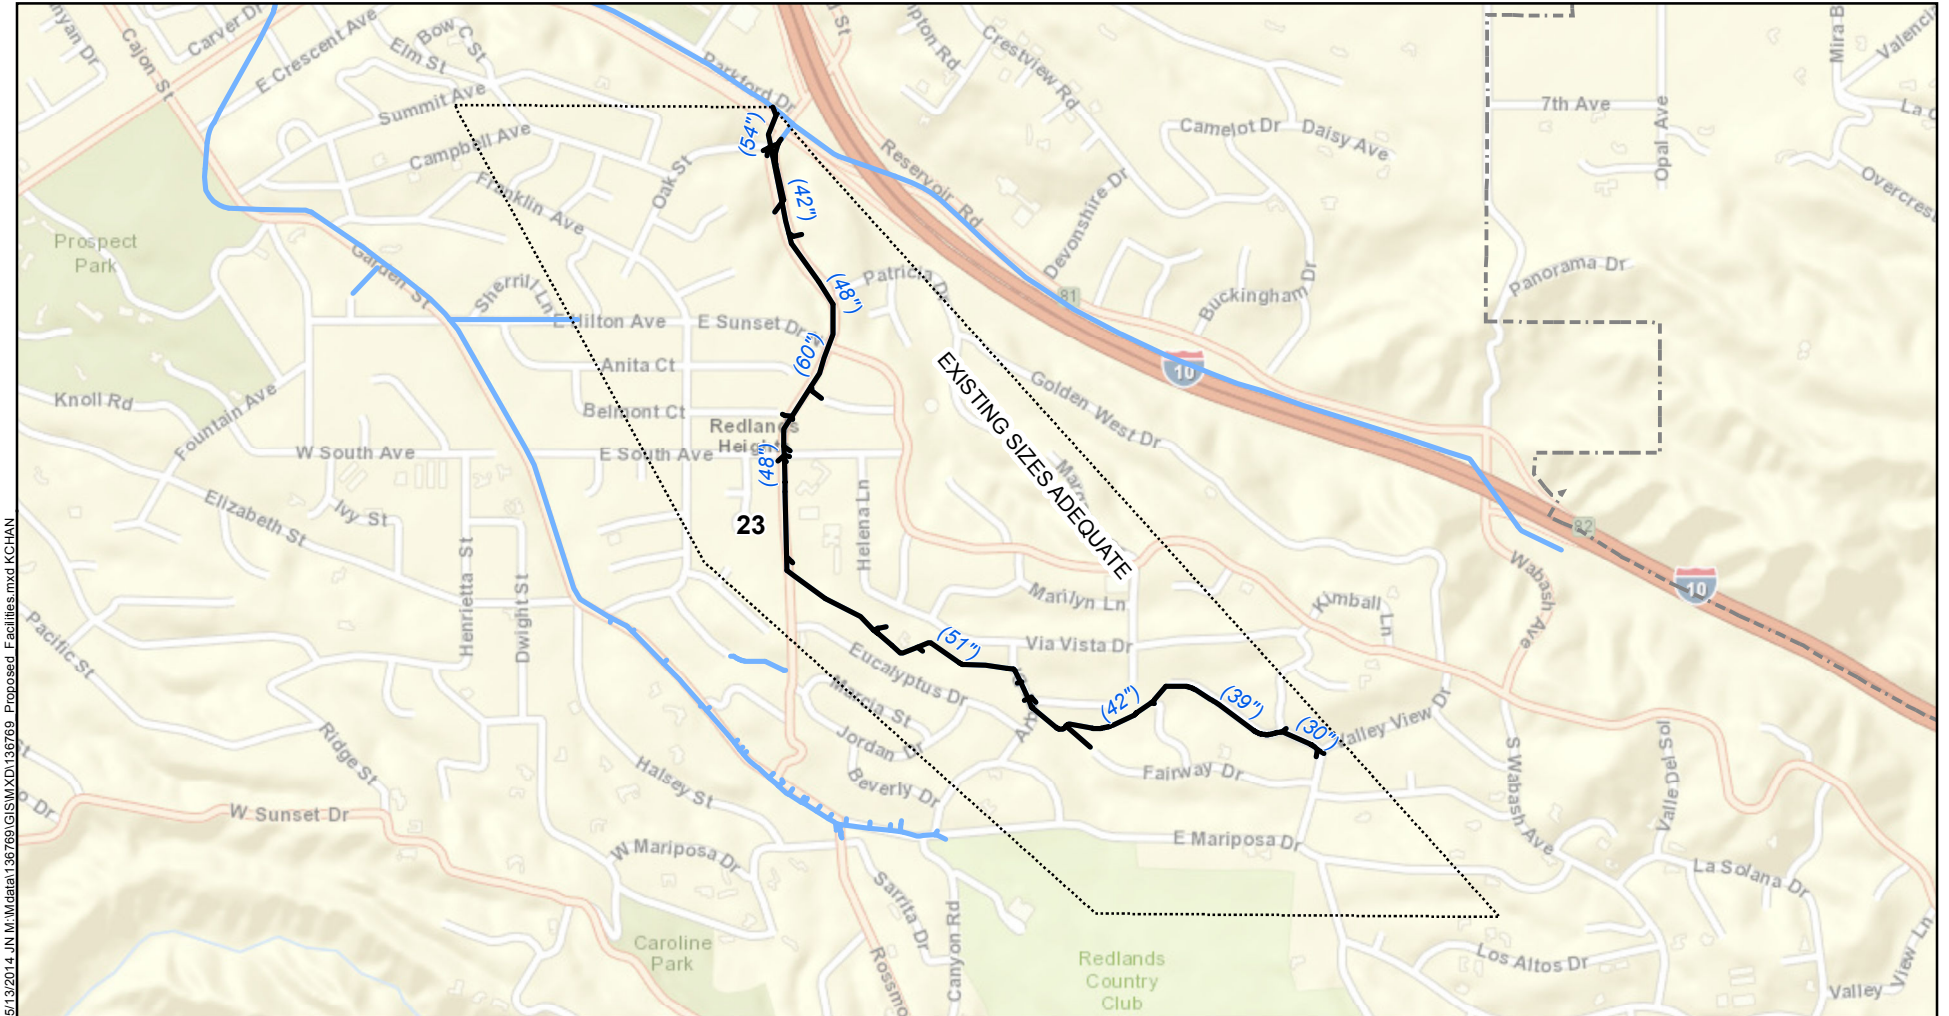 Cajon St
Carver Dr
E Crescent Ave
Bow
C St
Elm St
Summit Ave
Campbell Ave
Franklin Ave
Oak St
Parkford Dr
(54")
(42")
Crestview Rd
Reservoir Rd
Camelot Dr
Daisy Ave
7th Ave
Opal Ave
Devonshire Dr
Buckingham Dr
Panorama Dr
Prospect
Park
Garden St
Sherril Ln
E Hilton Ave
E Sunset Dr
Patricia Dr
(48")
(60")
81
10
Anita Ct
Belmont Ct
Knoll Rd
Fountain Ave
W South Ave
E South Ave
Redlands
Heights
(48")
23
Golden West Dr
EXISTING SIZES ADEQUATE
Elizabeth St
Ivy St
Henrietta St
Dwight St
Helena Ln
Marilyn Ln
Via Vista Dr
Kimball
Ln
Wabash Ave
82
10
Pacific St
(51")
Eucalyptus Dr
Marcia St
Jordan
(42")
(39")
(30")
Valley View Dr
Fairway Dr
Beverly Dr
Halsey St
Ridge St
W Sunset Dr
W Mariposa Dr
E Mariposa Dr
S Wabash Ave
Valle Del Sol
La Solana Dr
Los Altos Dr
Sarrita Dr
Canyon Rd
Caroline
Park
Redlands
Country
Club
Valley
View Ln
5/13/2014 JN M:\Mdata\136769\GIS\MXD\136769 Proposed Facilities.mxd KCHAN